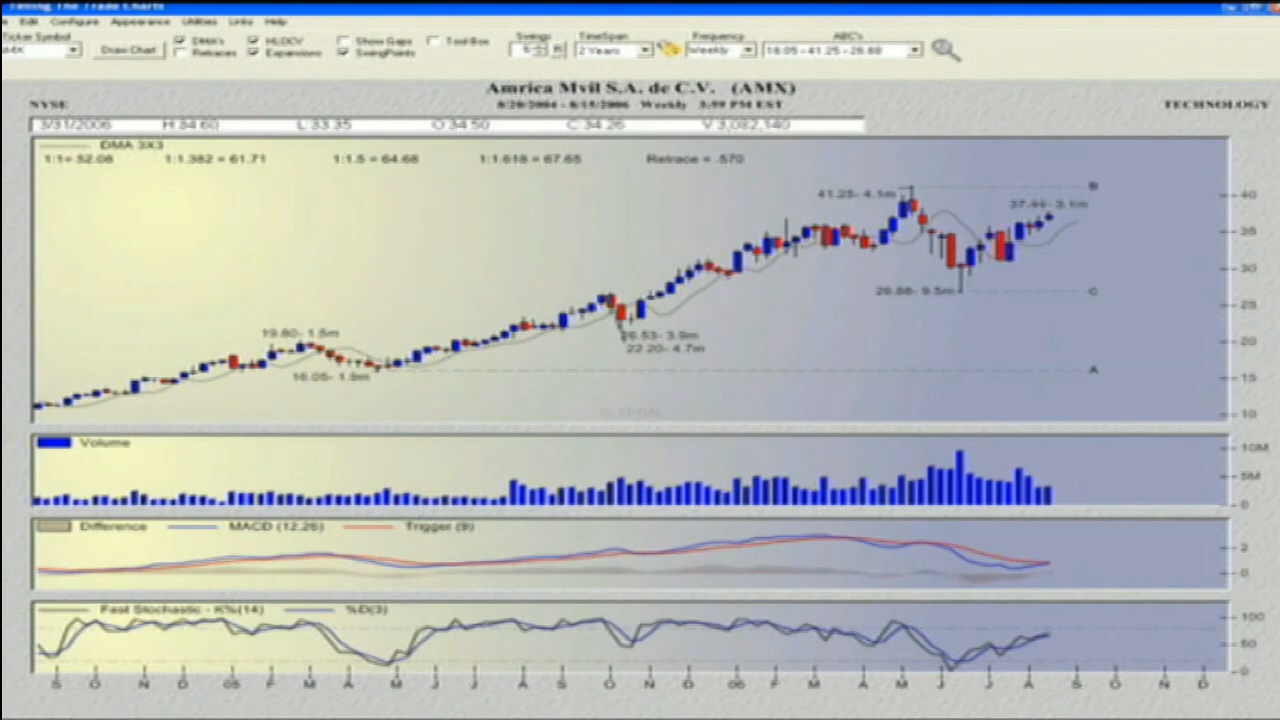 Timing The Trade Charts
Edit Configure Appearance Utilities Links Help
Ticker Symbol
AMX
Draw Chart
DMA's HLOCV Show Gaps Tool Box
Retraces Expansions SwingPoints
Swings
TimeSpan
2 Years
Frequency
Weekly
ABC's
16.05-41.25-26.88
Amrica Mvil S.A. de C.V. (AMX)
NYSE 8/20/2004 - 8/15/2006 Weekly 3:59 PM EST TECHNOLOGY
3/31/2006 H:34.60 L:33.35 O:34.50 C:34.26 V:3,082,140
DMA 3X3
1:1= 52.08 1:1.382 = 61.71 1:1.5 = 64.68 1:1.618 = 67.65 Retrace = .570
41.25- 4.1m B
40
37.44- 3.1m
35
30
26.88- 9.5m C
25
26.53- 3.9m
19.80- 1.5m
20
22.20- 4.7m
16.05- 1.9m A
15
10
Volume
10M
5M
0
Difference MACD (12,26) Trigger (9)
2
0
Fast Stochastic - K%(14) %D(3)
100
50
0
S O N D 05 F M A M J J A S O N D 06 F M A M J J A S O N D